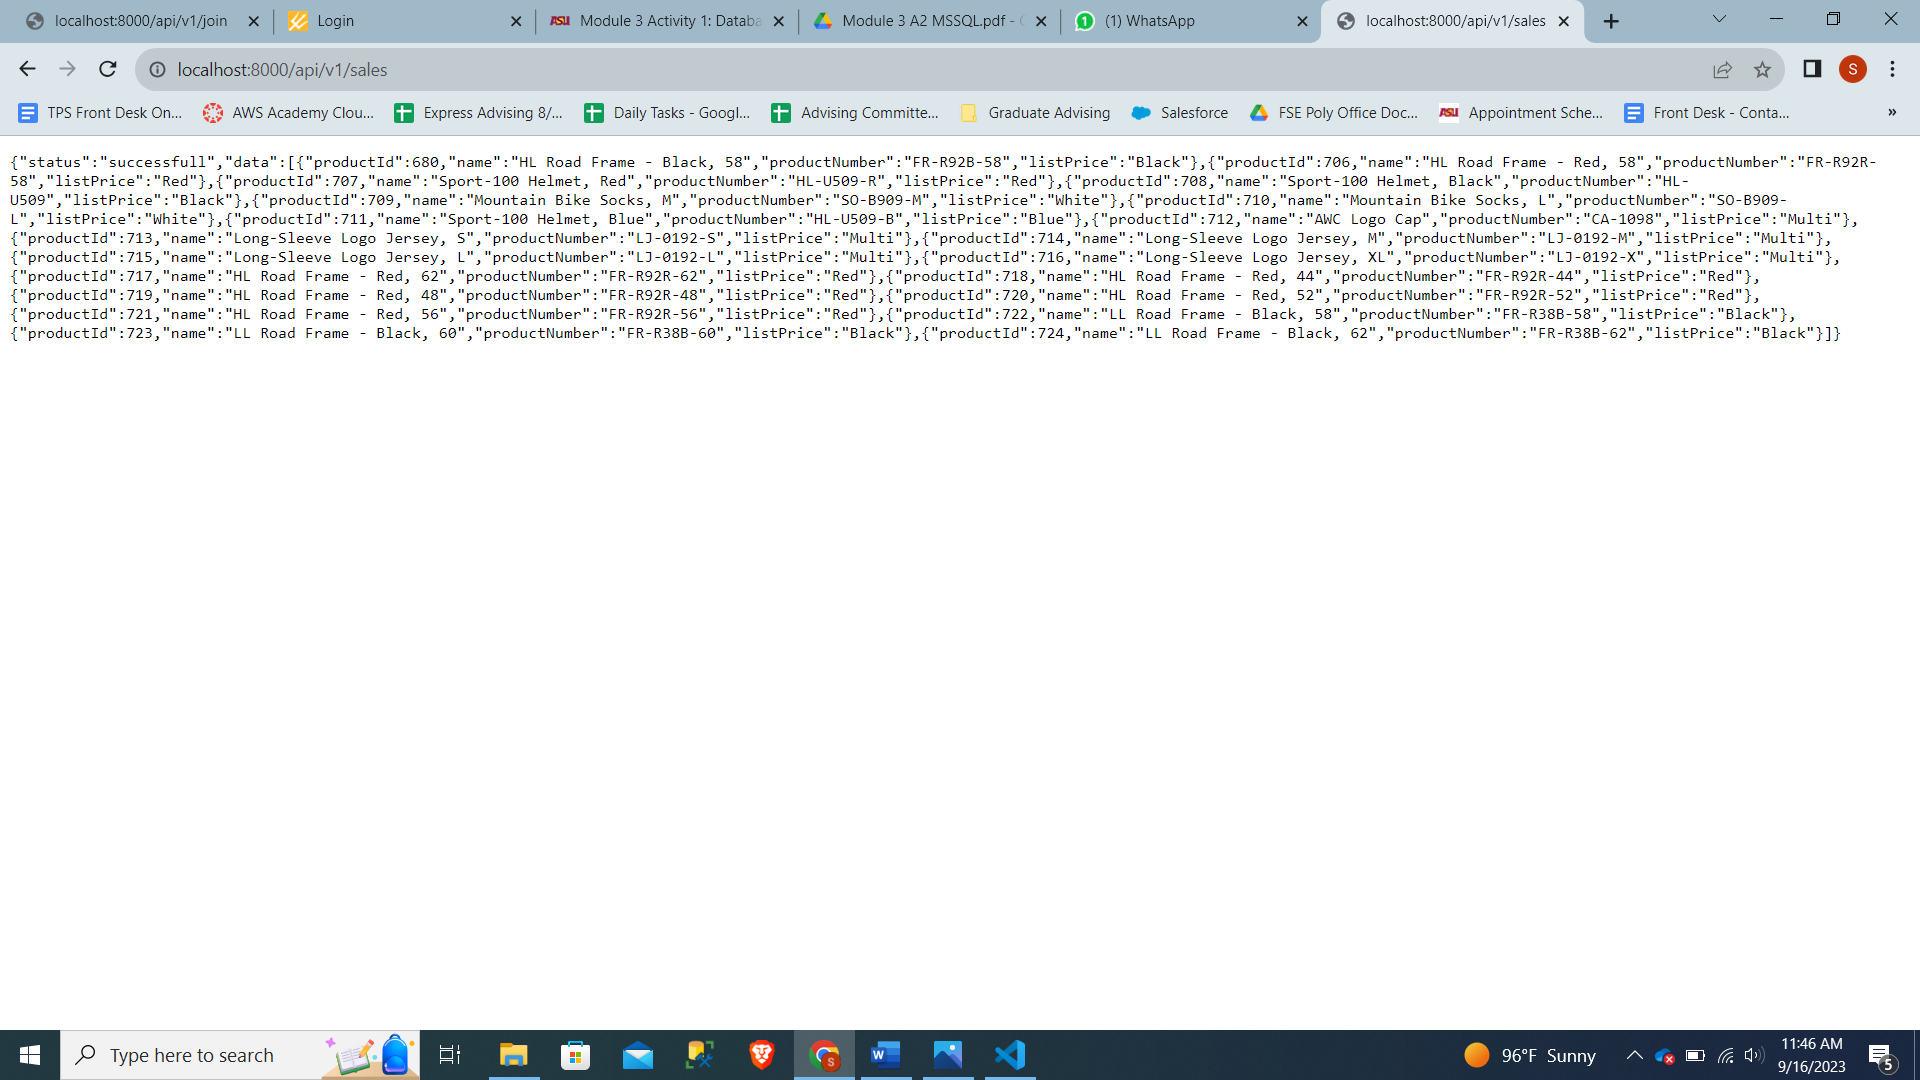 localhost:8000/api/v1/join
Login
Module 3 Activity 1: Databa
Module 3 A2 MSSQL.pdf -
(1) WhatsApp
localhost:8000/api/v1/sales
localhost:8000/api/v1/sales
S
TPS Front Desk On...
AWS Academy Clou...
Express Advising 8/...
Daily Tasks - Googl...
Advising Committe...
Graduate Advising
Salesforce
FSE Poly Office Doc...
Appointment Sche...
Front Desk - Conta...
»
{"status":"successfull","data":[{"productId":680,"name":"HL Road Frame - Black, 58","productNumber":"FR-R92B-58","listPrice":"Black"},{"productId":706,"name":"HL Road Frame - Red, 58","productNumber":"FR-R92R-
58","listPrice":"Red"},{"productId":707,"name":"Sport-100 Helmet, Red","productNumber":"HL-U509-R","listPrice":"Red"},{"productId":708,"name":"Sport-100 Helmet, Black","productNumber":"HL-
U509","listPrice":"Black"},{"productId":709,"name":"Mountain Bike Socks, M","productNumber":"SO-B909-M","listPrice":"White"},{"productId":710,"name":"Mountain Bike Socks, L","productNumber":"SO-B909-
L","listPrice":"White"},{"productId":711,"name":"Sport-100 Helmet, Blue","productNumber":"HL-U509-B","listPrice":"Blue"},{"productId":712,"name":"AWC Logo Cap","productNumber":"CA-1098","listPrice":"Multi"},
{"productId":713,"name":"Long-Sleeve Logo Jersey, S","productNumber":"LJ-0192-S","listPrice":"Multi"},{"productId":714,"name":"Long-Sleeve Logo Jersey, M","productNumber":"LJ-0192-M","listPrice":"Multi"},
{"productId":715,"name":"Long-Sleeve Logo Jersey, L","productNumber":"LJ-0192-L","listPrice":"Multi"},{"productId":716,"name":"Long-Sleeve Logo Jersey, XL","productNumber":"LJ-0192-X","listPrice":"Multi"},
{"productId":717,"name":"HL Road Frame - Red, 62","productNumber":"FR-R92R-62","listPrice":"Red"},{"productId":718,"name":"HL Road Frame - Red, 44","productNumber":"FR-R92R-44","listPrice":"Red"},
{"productId":719,"name":"HL Road Frame - Red, 48","productNumber":"FR-R92R-48","listPrice":"Red"},{"productId":720,"name":"HL Road Frame - Red, 52","productNumber":"FR-R92R-52","listPrice":"Red"},
{"productId":721,"name":"HL Road Frame - Red, 56","productNumber":"FR-R92R-56","listPrice":"Red"},{"productId":722,"name":"LL Road Frame - Black, 58","productNumber":"FR-R38B-58","listPrice":"Black"},
{"productId":723,"name":"LL Road Frame - Black, 60","productNumber":"FR-R38B-60","listPrice":"Black"},{"productId":724,"name":"LL Road Frame - Black, 62","productNumber":"FR-R38B-62","listPrice":"Black"}]}
Type here to search
96°F Sunny
11:46 AM
9/16/2023
5